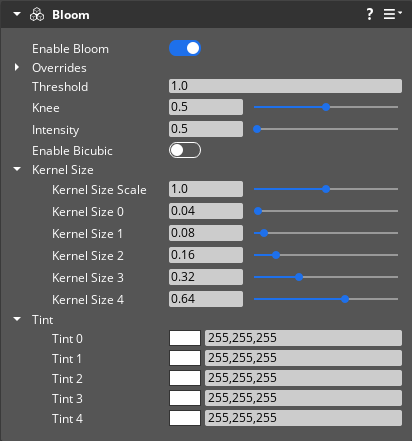 Bloom ?
Enable Bloom
Overrides
Threshold 1.0
Knee 0.5
Intensity 0.5
Enable Bicubic
Kernel Size
Kernel Size Scale 1.0
Kernel Size 0 0.04
Kernel Size 1 0.08
Kernel Size 2 0.16
Kernel Size 3 0.32
Kernel Size 4 0.64
Tint
Tint 0 255,255,255
Tint 1 255,255,255
Tint 2 255,255,255
Tint 3 255,255,255
Tint 4 255,255,255